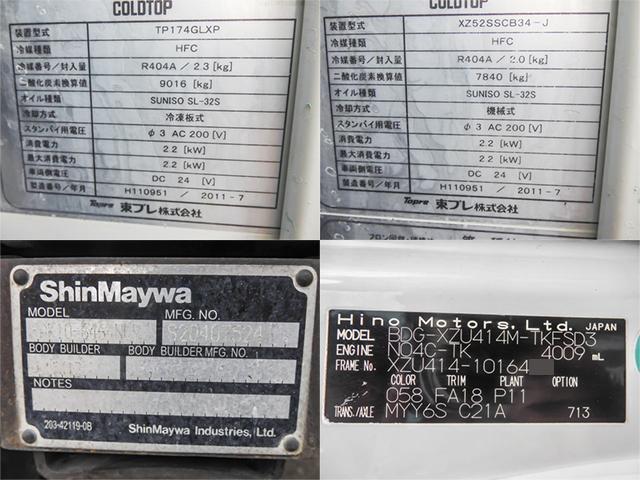 COLDTOP
装置型式 TP174GLXP
冷媒種類 HFC
冷媒番号/封入量 R404A / 2.3 [kg]
二酸化炭素換算値 9016 [kg]
オイル種類 SUNISO SL-32S
冷却方式 冷凍板式
スタンバイ用電圧 φ3 AC 200 [V]
消費電力 2.2 [kW]
最大消費電力 2.2 [kW]
車両側電圧 DC 24 [V]
製造番号/年月 H110951 / 2011-7
Topre 東プレ株式会社
COLDTOP
装置型式 XZ52SSCB34-J
冷媒種類 HFC
冷媒番号/封入量 R404A / 2.0 [kg]
二酸化炭素換算値 7840 [kg]
オイル種類 SUNISO SL-32S
冷却方式 機械式
スタンバイ用電圧 φ3 AC 200 [V]
消費電力 2.2 [kW]
最大消費電力 2.2 [kW]
車両側電圧 DC 24 [V]
製造番号/年月 H110951 / 2011-7
Topre 東プレ株式会社
ShinMaywa
MODEL MFG. NO.
BODY BUILDER BODY BUILDER MFG. NO.
NOTES
203-42119-0B ShinMaywa Industries, Ltd.
Hino Motors, Ltd. JAPAN
MODEL BDG-XZU414M-TKFSD3
ENGINE N04C-TK 4009 mL
FRAME No. XZU414-10164
COLOR TRIM PLANT OPTION
058 FA18 P11
TRANS./AXLE MYY6S C21A 713